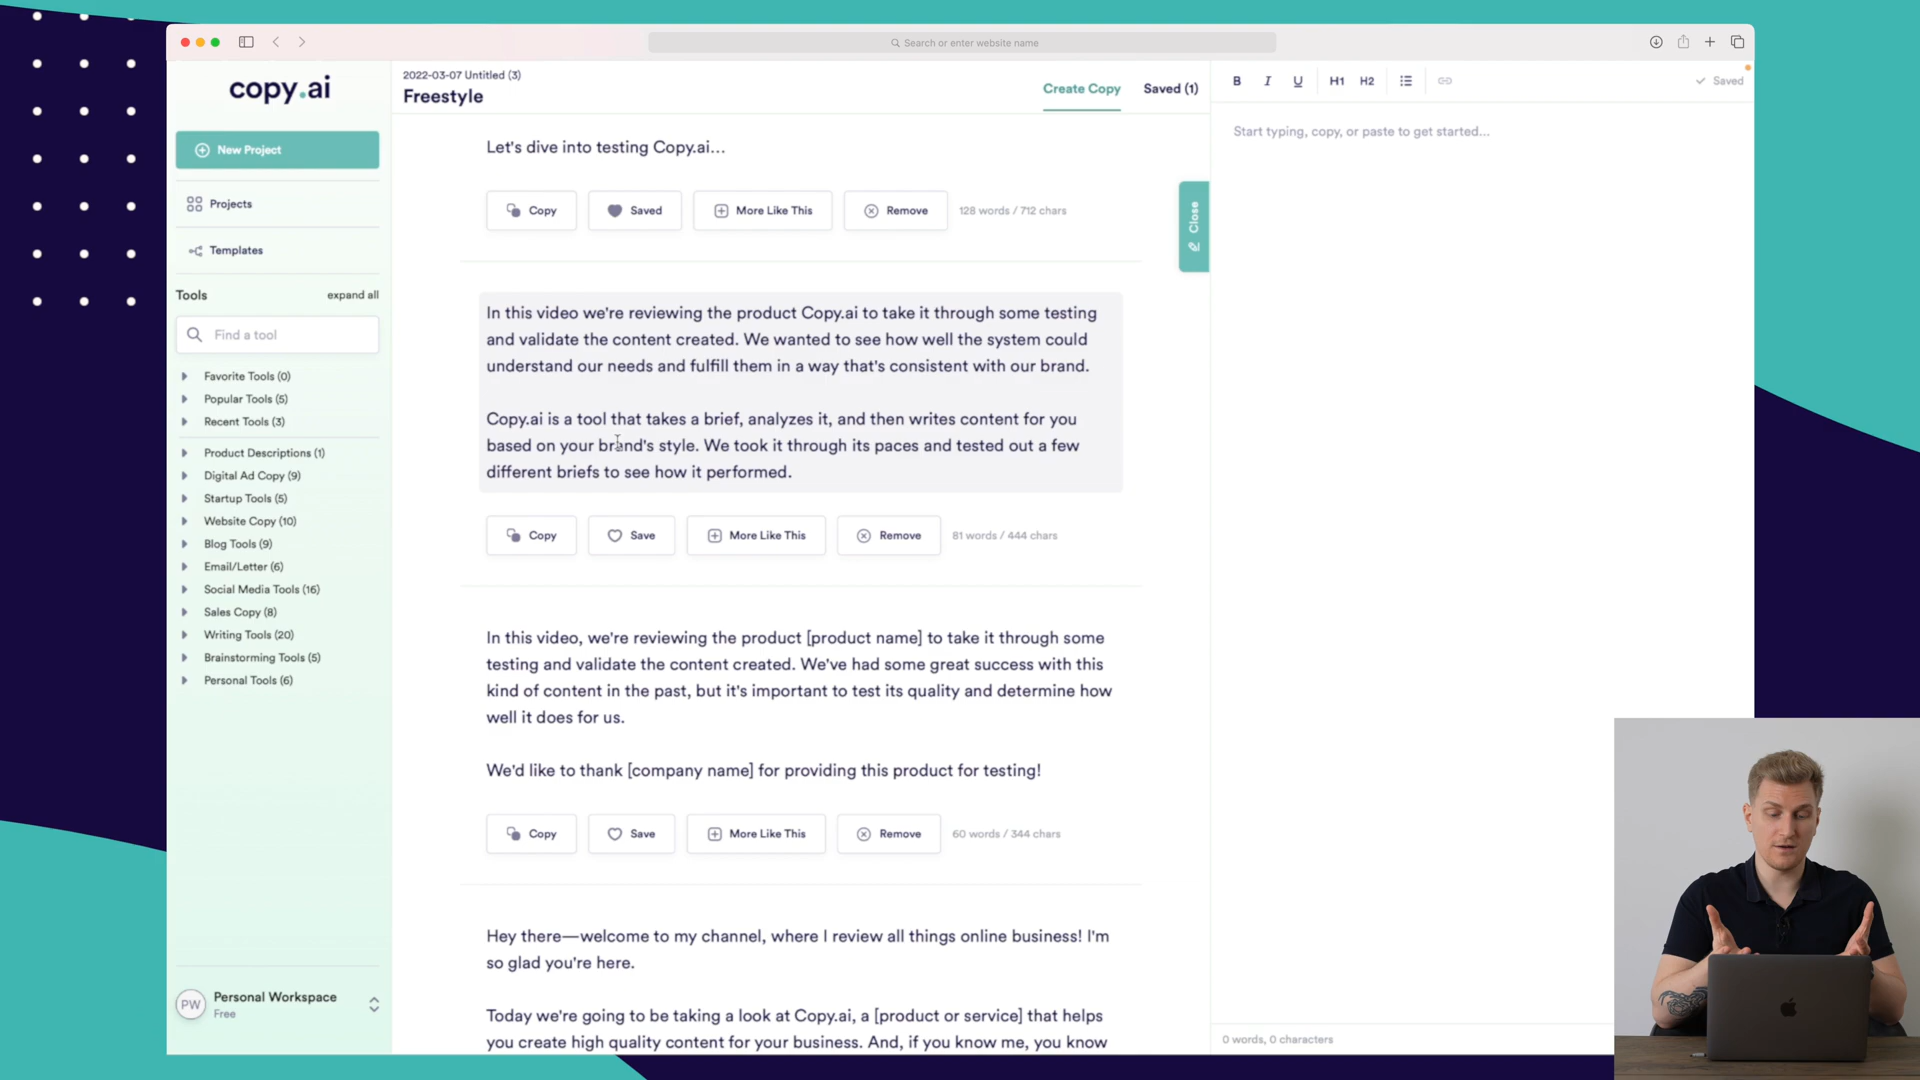 Search or enter website name
copy.ai
New Project
Projects
Templates
Tools
expand all
Find a tool
Favorite Tools (0)
Popular Tools (5)
Recent Tools (3)
Product Descriptions (1)
Digital Ad Copy (9)
Startup Tools (5)
Website Copy (10)
Blog Tools (9)
Email/Letter (6)
Social Media Tools (16)
Sales Copy (8)
Writing Tools (20)
Brainstorming Tools (5)
Personal Tools (6)
PW
Personal Workspace
Free
2022-03-07 Untitled (3)
Freestyle
Create Copy
Saved (1)
Let's dive into testing Copy.ai...
Copy
Saved
More Like This
Remove
128 words / 712 chars
Close
In this video we're reviewing the product Copy.ai to take it through some testing
and validate the content created. We wanted to see how well the system could
understand our needs and fulfill them in a way that's consistent with our brand.
Copy.ai is a tool that takes a brief, analyzes it, and then writes content for you
based on your brand's style. We took it through its paces and tested out a few
different briefs to see how it performed.
Copy
Save
More Like This
Remove
81 words / 444 chars
In this video, we're reviewing the product [product name] to take it through some
testing and validate the content created. We've had some great success with this
kind of content in the past, but it's important to test its quality and determine how
well it does for us.
We'd like to thank [company name] for providing this product for testing!
Copy
Save
More Like This
Remove
60 words / 344 chars
Hey there—welcome to my channel, where I review all things online business! I'm
so glad you're here.
Today we're going to be taking a look at Copy.ai, a [product or service] that helps
you create high quality content for your business. And, if you know me, you know
B
I
U
H1
H2
Saved
Start typing, copy, or paste to get started...
0 words, 0 characters